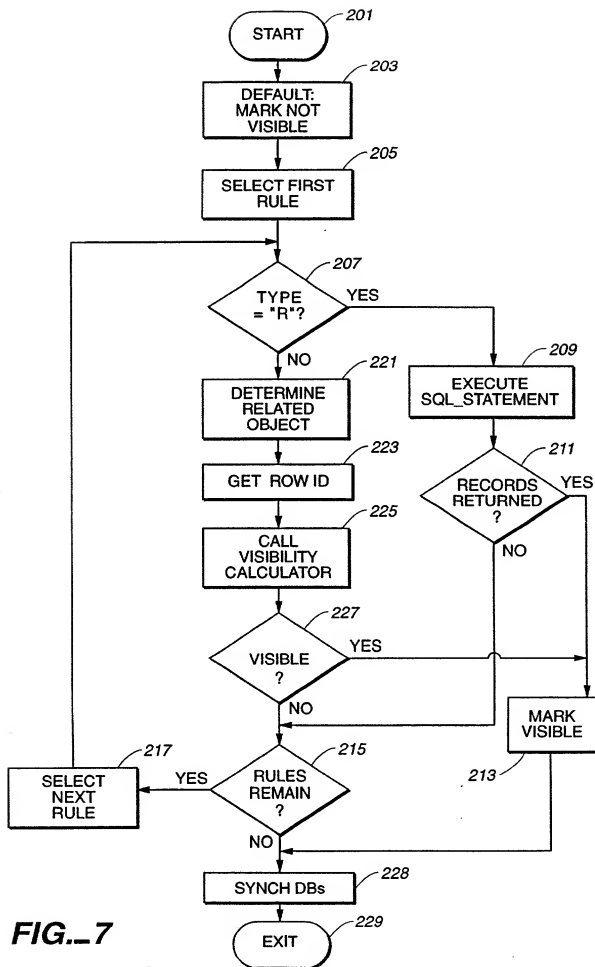 START
201
DEFAULT:
MARK NOT
VISIBLE
203
SELECT FIRST
RULE
205
TYPE
= "R"?
207
YES
NO
DETERMINE
RELATED
OBJECT
221
EXECUTE
SQL_STATEMENT
209
GET ROW ID
223
RECORDS
RETURNED
?
211
YES
NO
CALL
VISIBILITY
CALCULATOR
225
VISIBLE
?
227
YES
NO
MARK
VISIBLE
213
RULES
REMAIN
?
215
YES
NO
SELECT
NEXT
RULE
217
SYNCH DBs
228
EXIT
229
FIG._7